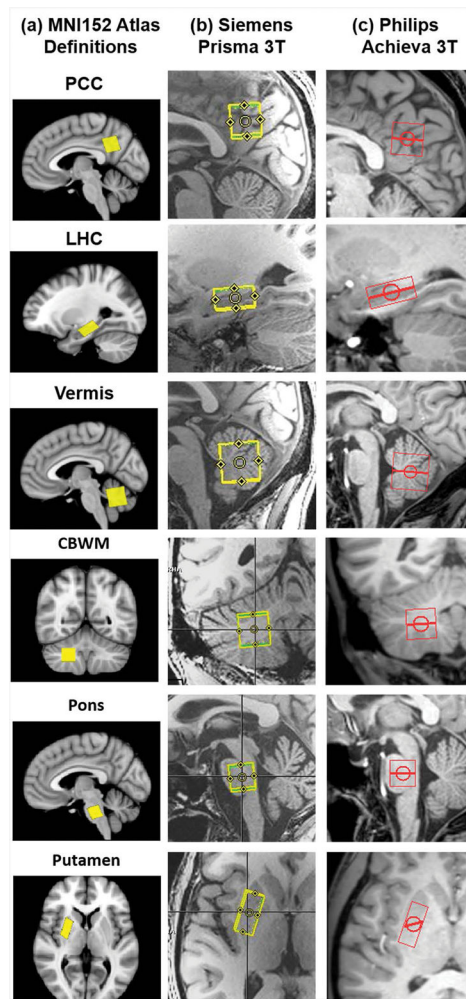 (a) MNI152 Atlas
Definitions
(b) Siemens
Prisma 3T
(c) Philips
Achieva 3T
PCC
LHC
Vermis
CBWM
Pons
Putamen